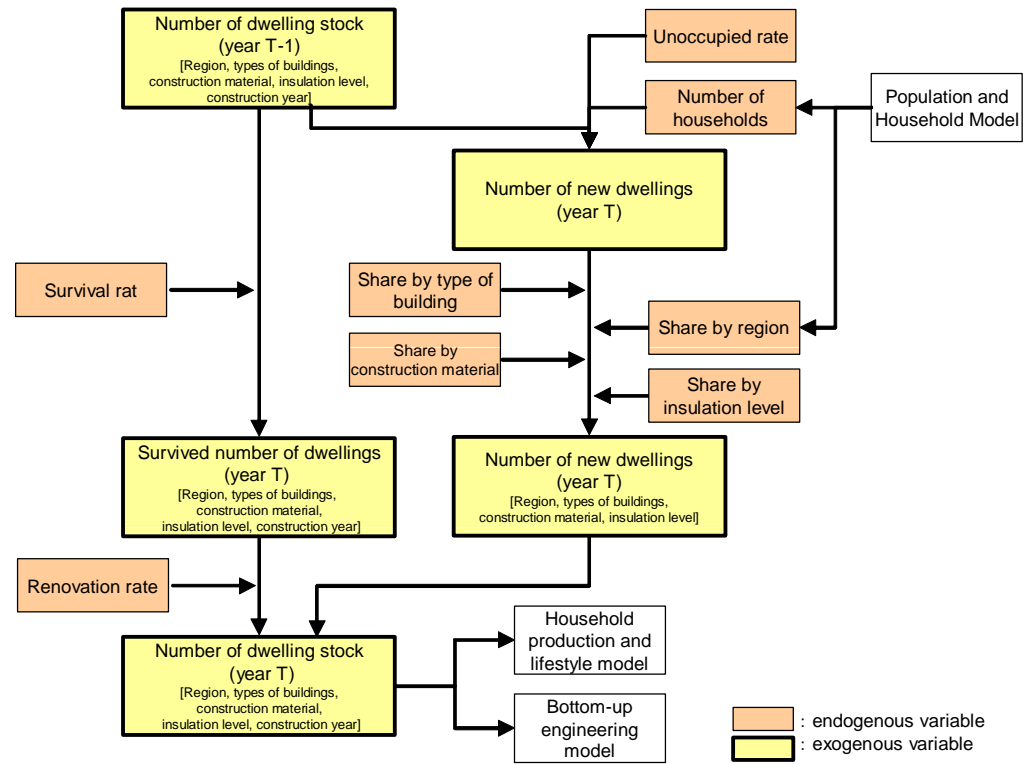 Number of dwelling stock
(year T-1)
[Region, types of buildings,
construction material, insulation level,
construction year]
Unoccupied rate
Number of
households
Population and
Household Model
Number of new dwellings
(year T)
Survival rat
Share by type of
building
Share by region
Share by
construction material
Share by
insulation level
Survived number of dwellings
(year T)
[Region, types of buildings,
construction material,
insulation level, construction year]
Number of new dwellings
(year T)
[Region, types of buildings,
construction material, insulation level]
Renovation rate
Number of dwelling stock
(year T)
[Region, types of buildings,
construction material,
insulation level, construction year]
Household
production and
lifestyle model
Bottom-up
engineering
model
: endogenous variable
: exogenous variable